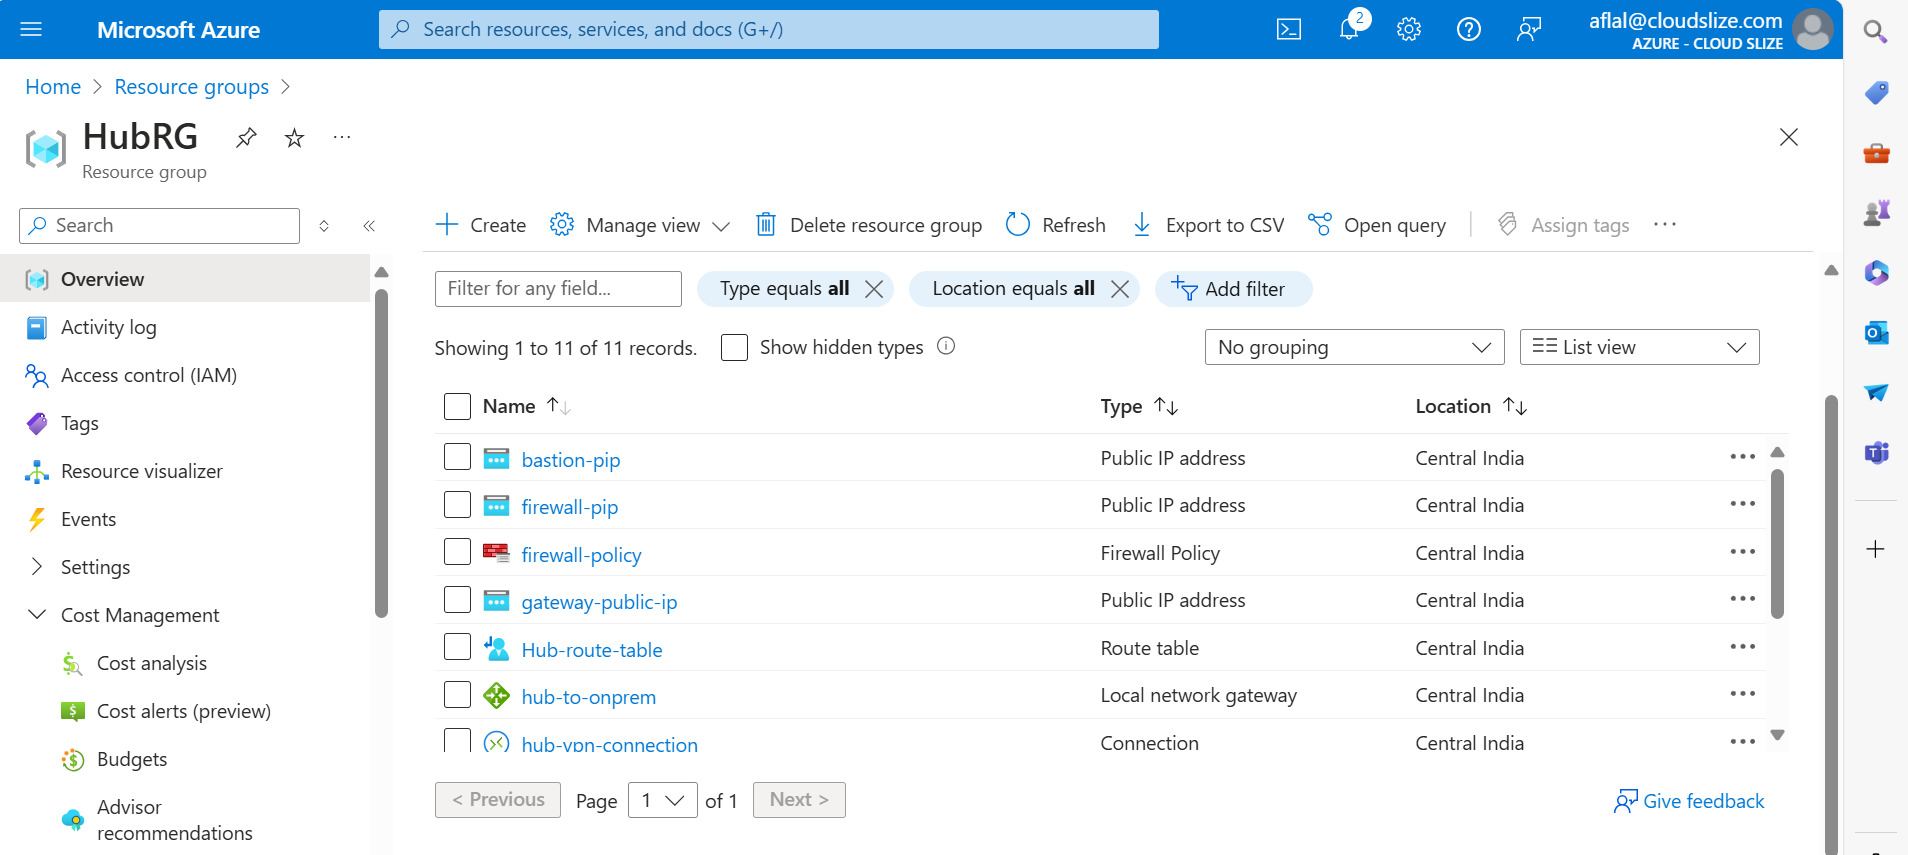 Microsoft Azure
Search resources, services, and docs (G+/)
2
aflal@cloudslize.com
AZURE - CLOUD SLIZE
Home > Resource groups >
HubRG
Resource group
Search
Create Manage view Delete resource group Refresh Export to CSV Open query Assign tags
Overview
Activity log
Access control (IAM)
Tags
Resource visualizer
Events
Settings
Cost Management
Cost analysis
Cost alerts (preview)
Budgets
Advisor
recommendations
Filter for any field...
Type equals all
Location equals all
Add filter
Showing 1 to 11 of 11 records.
Show hidden types
No grouping
List view
Name Type Location
bastion-pip Public IP address Central India
firewall-pip Public IP address Central India
firewall-policy Firewall Policy Central India
gateway-public-ip Public IP address Central India
Hub-route-table Route table Central India
hub-to-onprem Local network gateway Central India
hub-vpn-connection Connection Central India
< Previous Page 1 of 1 Next >
Give feedback